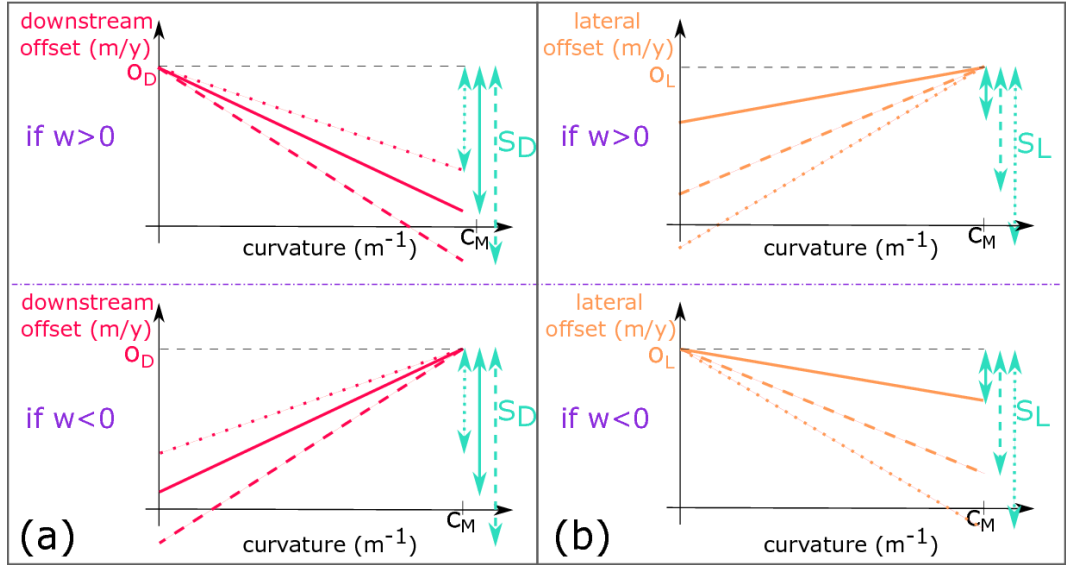 downstream
offset (m/y)
oD
if w>0
SD
cM
curvature (m-1)
lateral
offset (m/y)
oL
if w>0
SL
cM
curvature (m-1)
downstream
offset (m/y)
oD
if w<0
SD
cM
curvature (m-1)
(a)
lateral
offset (m/y)
oL
if w<0
SL
cM
curvature (m-1)
(b)